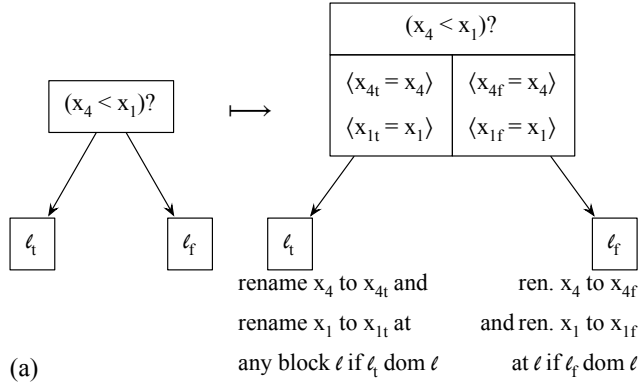 (x4 < x1)?
(x4 < x1)?
⟨x4t = x4⟩ ⟨x4f = x4⟩
⟨x1t = x1⟩ ⟨x1f = x1⟩
↦
ℓt ℓf ℓt ℓf
rename x4 to x4t and ren. x4 to x4f
rename x1 to x1t at and ren. x1 to x1f
any block ℓ if ℓt dom ℓ at ℓ if ℓf dom ℓ
(a)